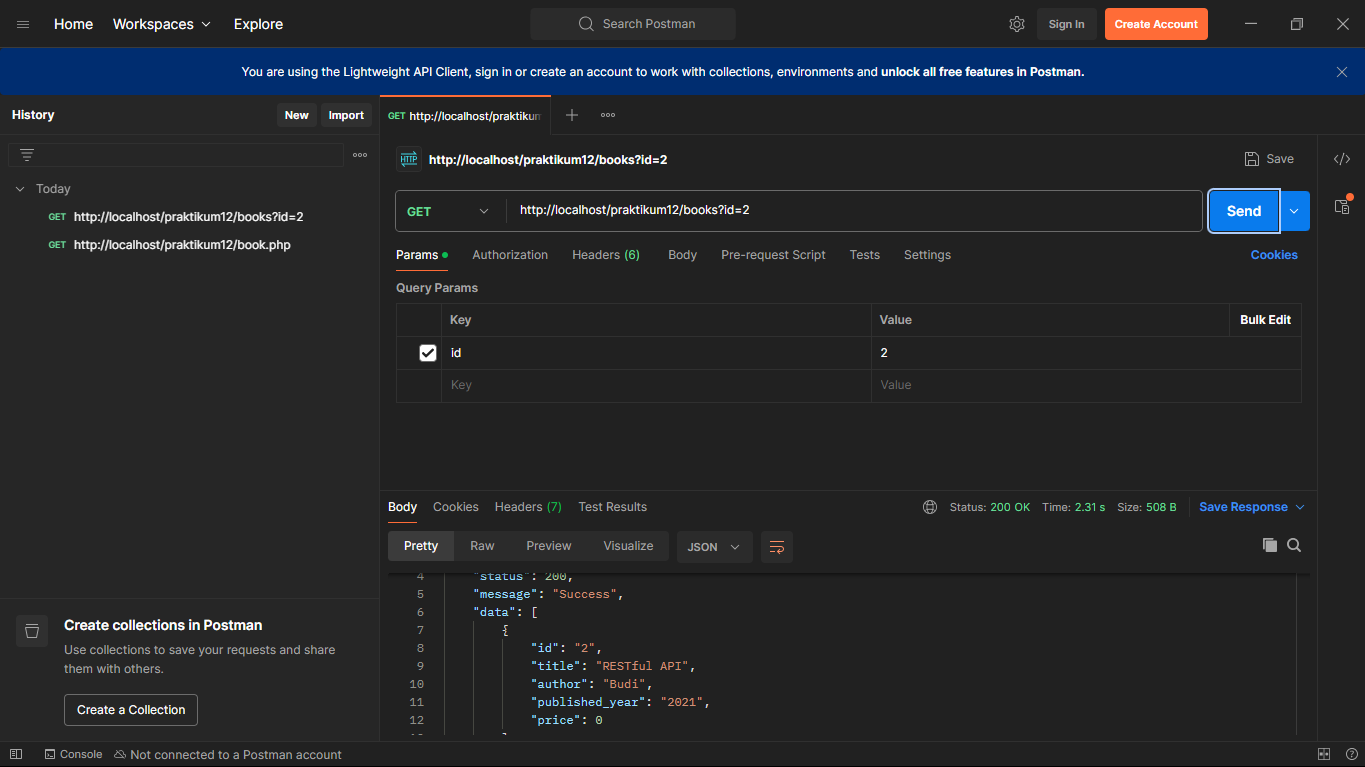 Home Workspaces Explore
Search Postman
Sign In Create Account
You are using the Lightweight API Client, sign in or create an account to work with collections, environments and unlock all free features in Postman.
History New Import
Today
GET http://localhost/praktikum12/books?id=2
GET http://localhost/praktikum12/book.php
Create collections in Postman
Use collections to save your requests and share
them with others.
Create a Collection
GET http://localhost/praktikum
HTTP http://localhost/praktikum12/books?id=2 Save
GET http://localhost/praktikum12/books?id=2 Send
Params Authorization Headers (6) Body Pre-request Script Tests Settings Cookies
Query Params
Key Value Bulk Edit
id 2
Key Value
Body Cookies Headers (7) Test Results Status: 200 OK Time: 2.31 s Size: 508 B Save Response
Pretty Raw Preview Visualize JSON
4 "status": 200,
5 "message": "Success",
6 "data": [
7 {
8 "id": "2",
9 "title": "RESTful API",
10 "author": "Budi",
11 "published_year": "2021",
12 "price": 0
Console Not connected to a Postman account